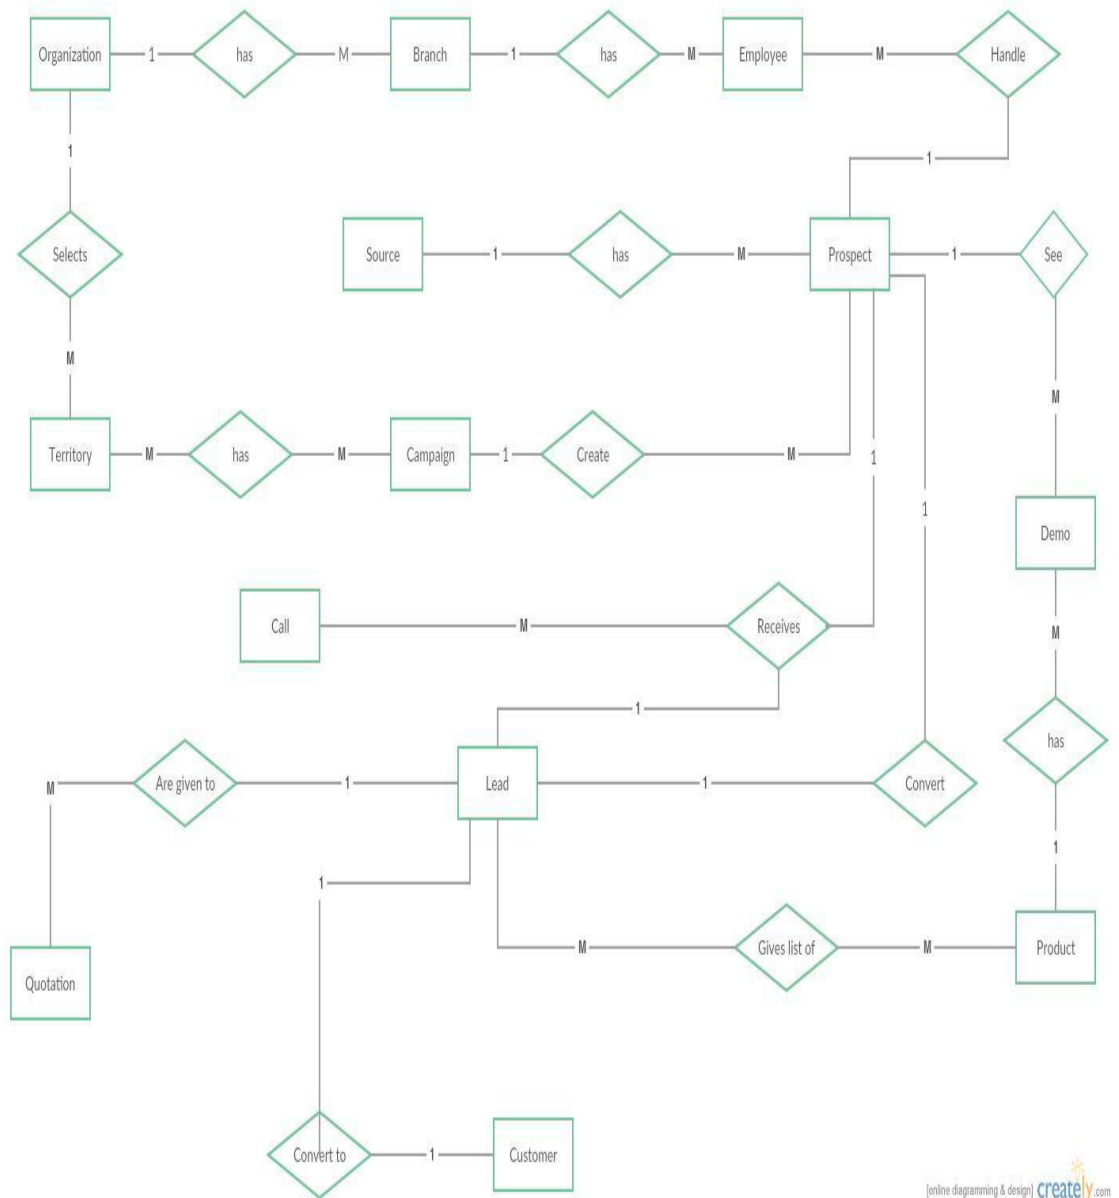 Organization 1 has M Branch 1 has M Employee M Handle
1
1
Selects
Source 1 has M Prospect 1 See
M
M
1
1
Territory M has M Campaign 1 Create M
Demo
Call M Receives
M
1
has
M Are given to 1 Lead 1 Convert
1
1
Quotation
M Gives list of M Product
Convert to 1 Customer
[online diagramming & design] creately.com